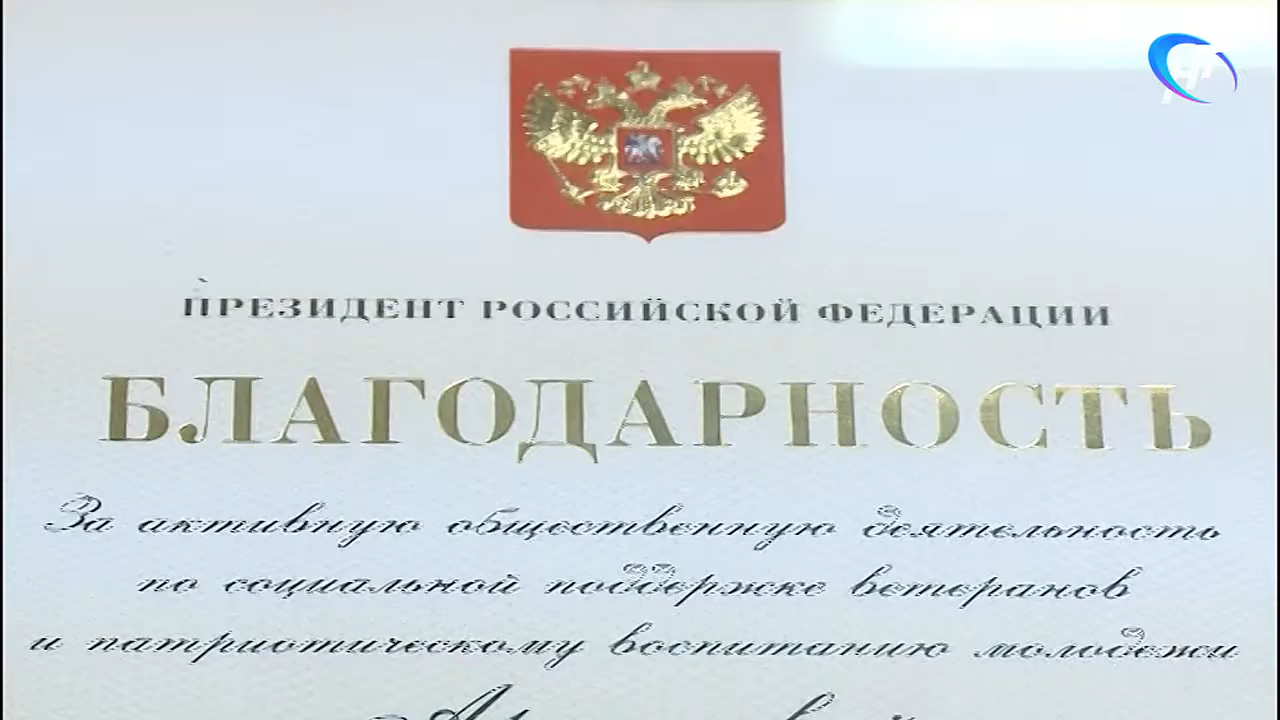 ПРЕЗИДЕНТ РОССИЙСКОЙ ФЕДЕРАЦИИ
БЛАГОДАРНОСТЬ
За активную общественную деятельность
по социальной поддержке ветеранов
и патриотическому воспитанию молодежи